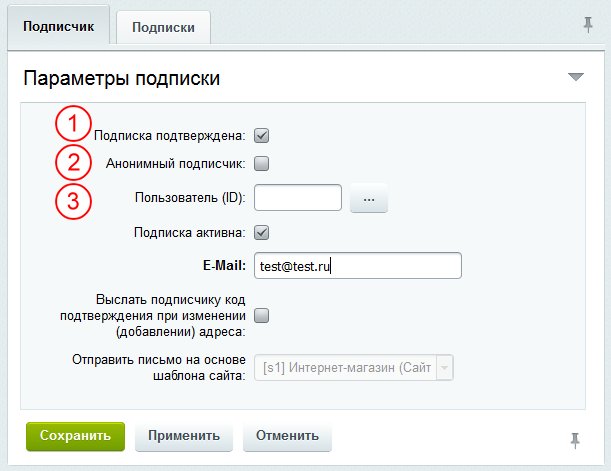 Подписчик Подписки
Параметры подписки
1
Подписка подтверждена:
2
Анонимный подписчик:
3
Пользователь (ID): ...
Подписка активна:
E-Mail: test@test.ru
Выслать подписчику код
подтверждения при изменении
(добавлении) адреса:
Отправить письмо на основе
шаблона сайта: [s1] Интернет-магазин (Сайт
Сохранить Применить Отменить